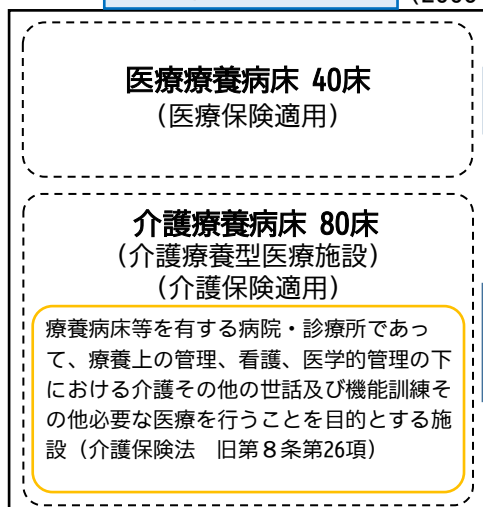 (2000
医療療養病床 40床
(医療保険適用)
介護療養病床 80床
(介護療養型医療施設)
(介護保険適用)
療養病床等を有する病院・診療所であっ
て、療養上の管理、看護、医学的管理の下
における介護その他の世話及び機能訓練そ
の他必要な医療を行うことを目的とする施
設（介護保険法　旧第８条第26項）